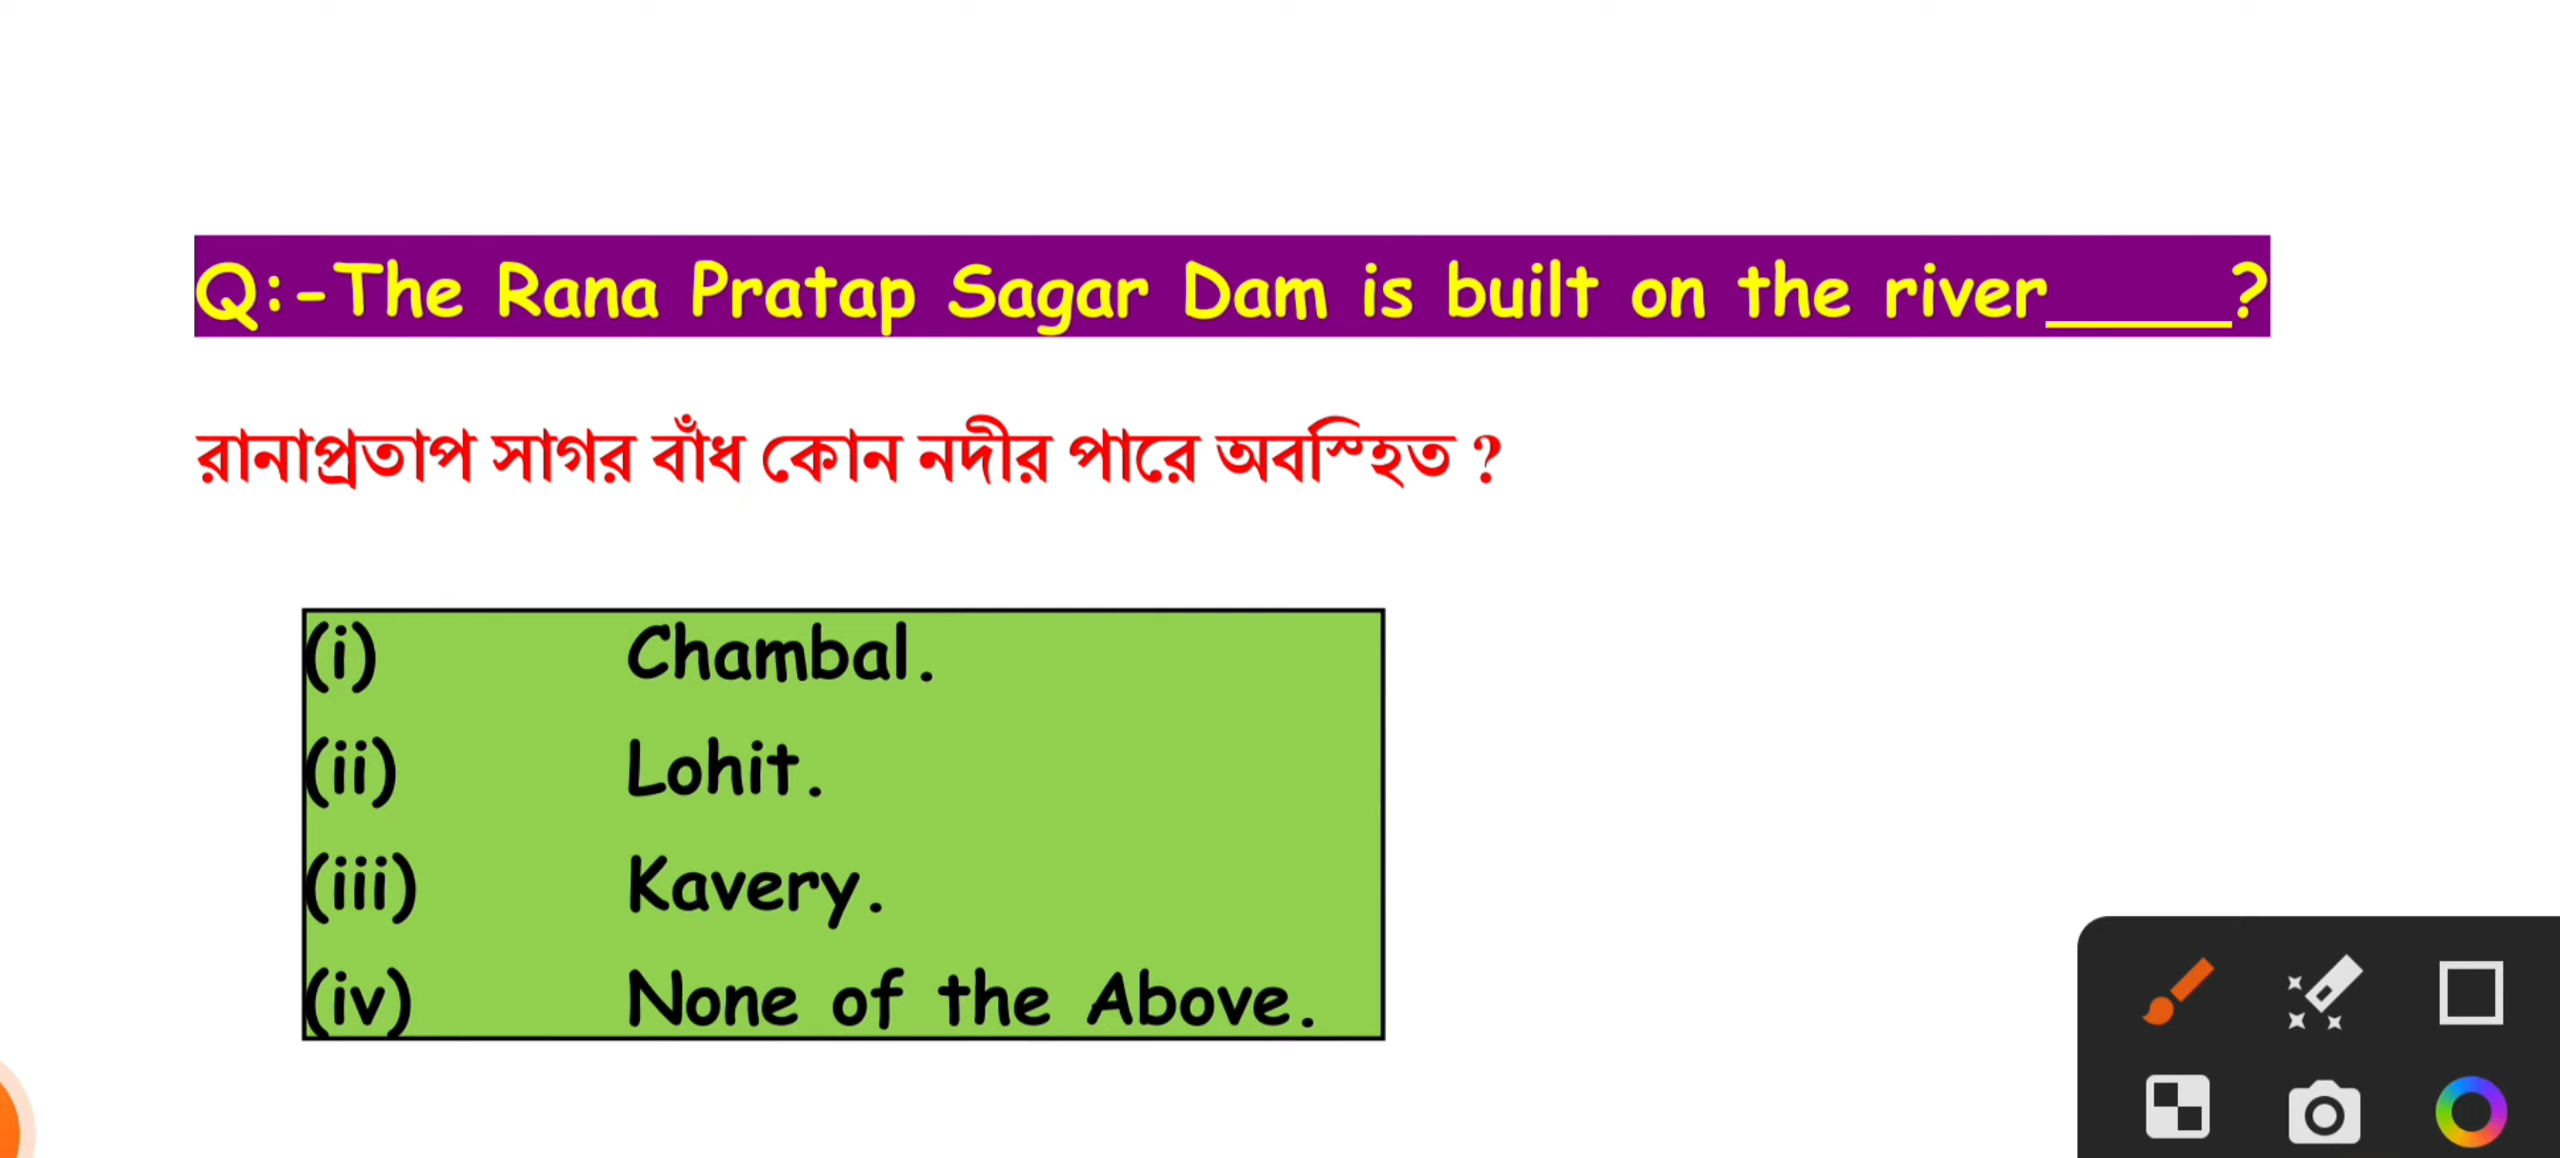 Q:-The Rana Pratap Sagar Dam is built on the river_____?
রানাপ্রতাপ সাগর বাঁধ কোন নদীর পারে অবস্হিত ?
(i) Chambal.
(ii) Lohit.
(iii) Kavery.
(iv) None of the Above.